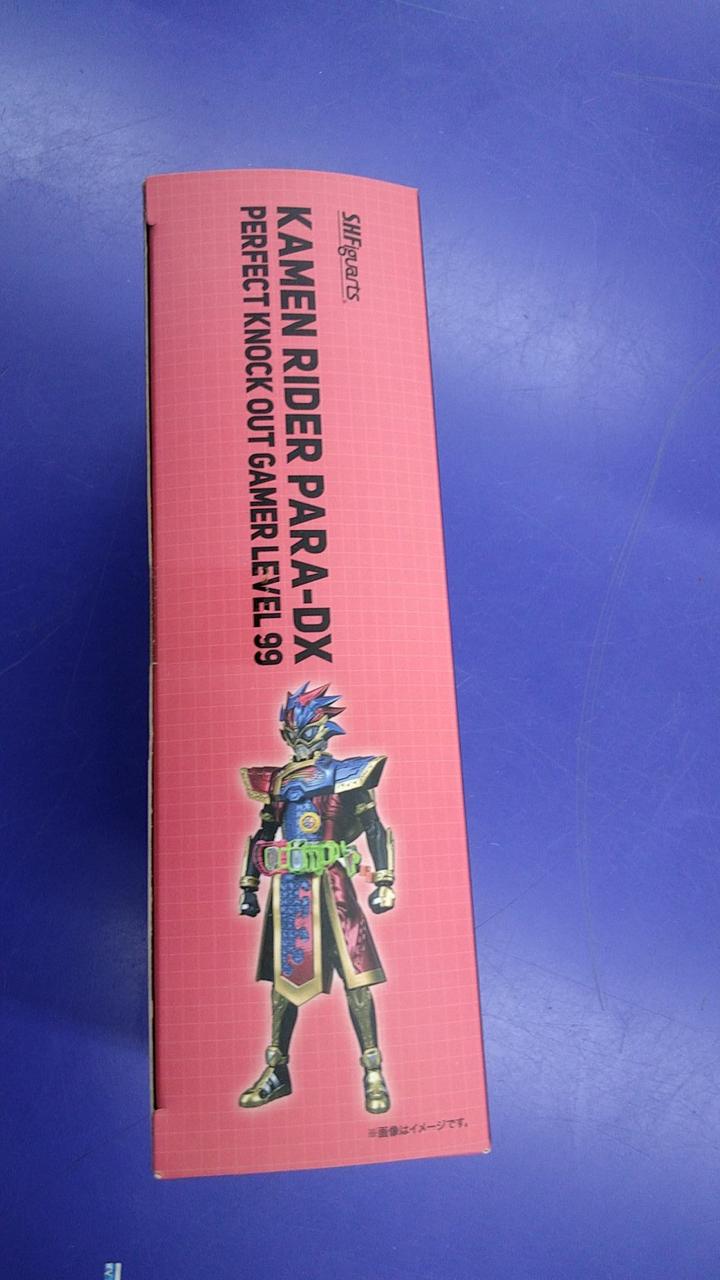 SHFiguarts
KAMEN RIDER PARA-DX
PERFECT KNOCK OUT GAMER LEVEL 99
※画像はイメージです。